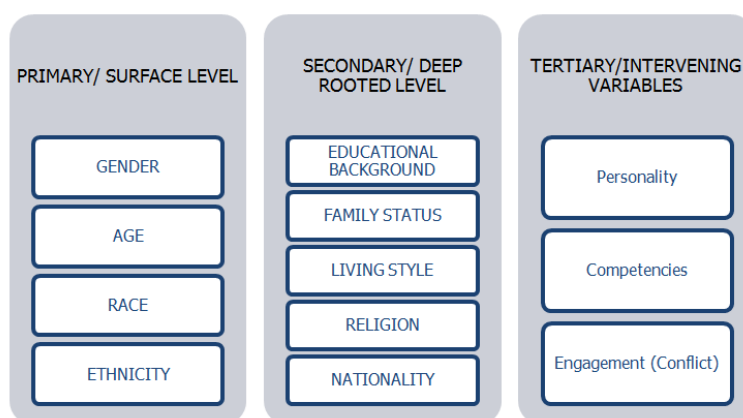 PRIMARY/ SURFACE LEVEL
GENDER
AGE
RACE
ETHNICITY
SECONDARY/ DEEP
ROOTED LEVEL
EDUCATIONAL
BACKGROUND
FAMILY STATUS
LIVING STYLE
RELIGION
NATIONALITY
TERTIARY/INTERVENING
VARIABLES
Personality
Competencies
Engagement (Conflict)